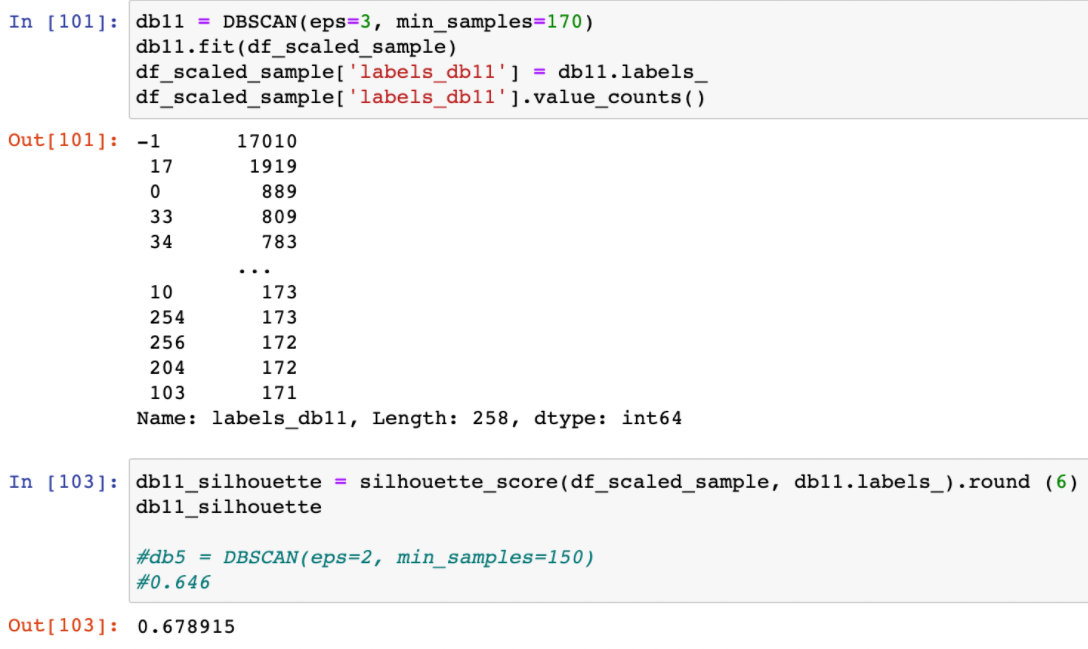 In [101]: db11 = DBSCAN(eps=3, min_samples=170)
db11.fit(df_scaled_sample)
df_scaled_sample['labels_db11'] = db11.labels_
df_scaled_sample['labels_db11'].value_counts()
Out[101]: -1 17010
17 1919
0 889
33 809
34 783
...
10 173
254 173
256 172
204 172
103 171
Name: labels_db11, Length: 258, dtype: int64
In [103]: db11_silhouette = silhouette_score(df_scaled_sample, db11.labels_).round (6)
db11_silhouette
#db5 = DBSCAN(eps=2, min_samples=150)
#0.646
Out[103]: 0.678915